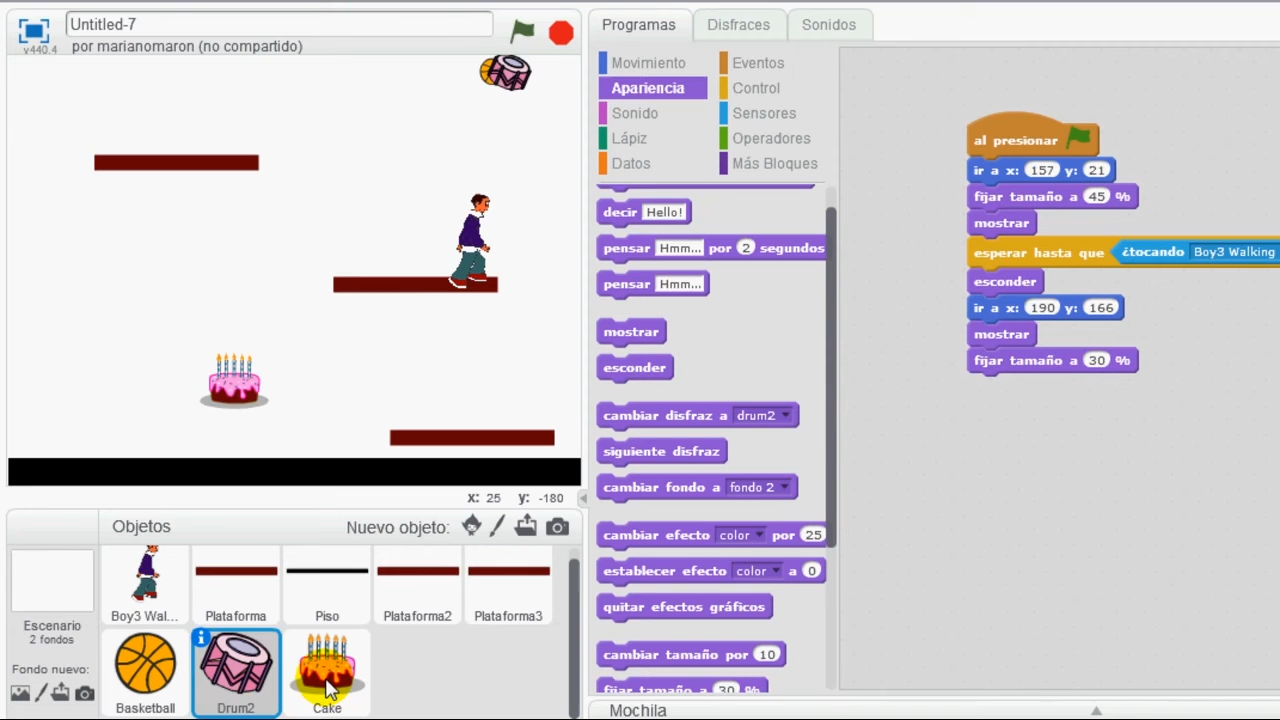 Untitled-7
v440.4
por marianomaron (no compartido)
x: 25 y: -180
Objetos
Nuevo objeto:
Escenario
2 fondos
Fondo nuevo:
Boy3 Wal...
Plataforma
Piso
Plataforma2
Plataforma3
Basketball
Drum2
Cake
Programas
Disfraces
Sonidos
Movimiento
Eventos
Apariencia
Control
Sonido
Sensores
Lápiz
Operadores
Datos
Más Bloques
decir Hello!
pensar Hmm... por 2 segundos
pensar Hmm...
mostrar
esconder
cambiar disfraz a drum2
siguiente disfraz
cambiar fondo a fondo 2
cambiar efecto color por 25
establecer efecto color a 0
quitar efectos gráficos
cambiar tamaño por 10
fijar tamaño a 30 %
al presionar
ir a x: 157 y: 21
fijar tamaño a 45 %
mostrar
esperar hasta que ¿tocando Boy3 Walking
esconder
ir a x: 190 y: 166
mostrar
fijar tamaño a 30 %
Mochila